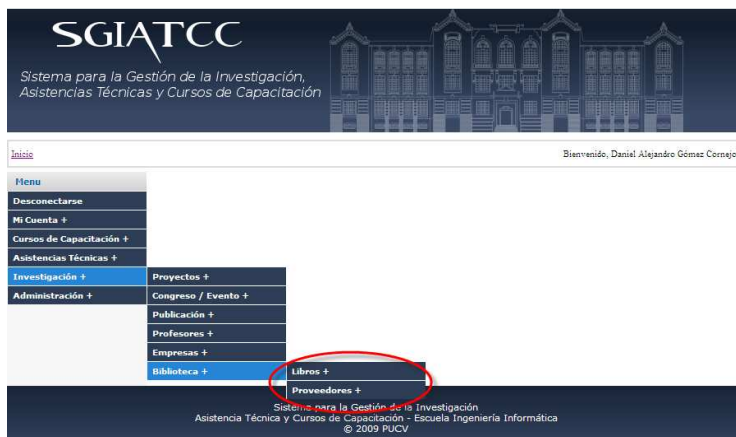 SGIATCC
Sistema para la Gestión de la Investigación,
Asistencias Técnicas y Cursos de Capacitación
Inicio
Bienvenido, Daniel Alejandro Gómez Cornejo
Menu
Desconectarse
Mi Cuenta +
Cursos de Capacitación +
Asistencias Técnicas +
Investigación +
Administración +
Proyectos +
Congreso / Evento +
Publicación +
Profesores +
Empresas +
Biblioteca +
Libros +
Proveedores +
Sistema para la Gestión de la Investigación
Asistencia Técnica y Cursos de Capacitación - Escuela Ingeniería Informática
© 2009 PUCV